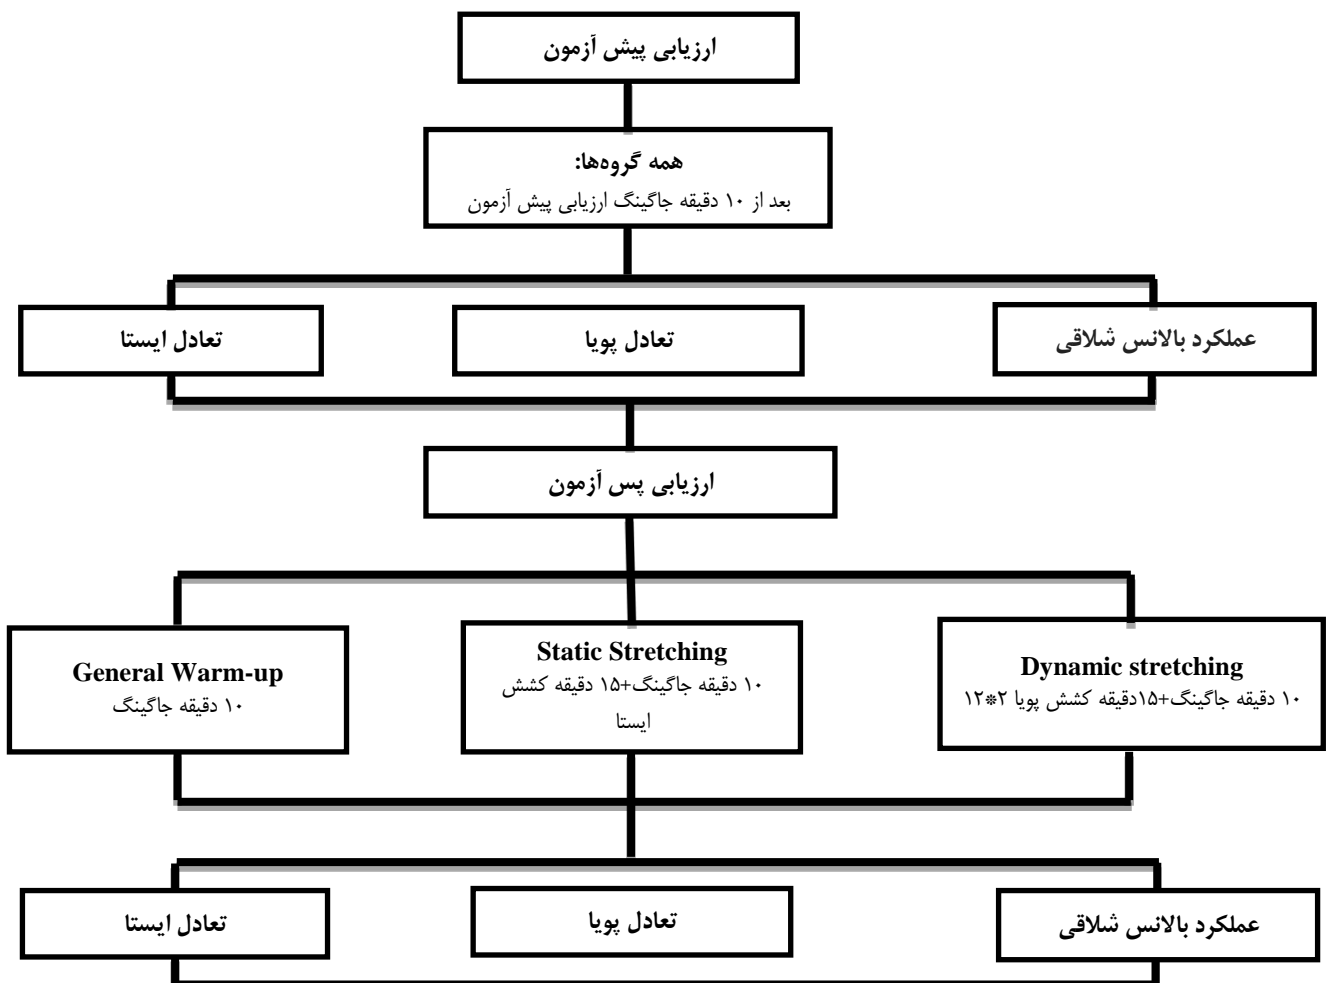 ارزیابی پیش آزمون
همه گروه‌ها:
بعد از ۱۰ دقیقه جاگینگ ارزیابی پیش آزمون
عملکرد بالانس شلاقی
تعادل پویا
تعادل ایستا
ارزیابی پس آزمون
Dynamic stretching
۱۰ دقیقه جاگینگ+۱۵دقیقه کشش پویا ۲*۱۲
Static Stretching
۱۰ دقیقه جاگینگ+۱۵ دقیقه کشش
ایستا
General Warm-up
۱۰ دقیقه جاگینگ
عملکرد بالانس شلاقی
تعادل پویا
تعادل ایستا